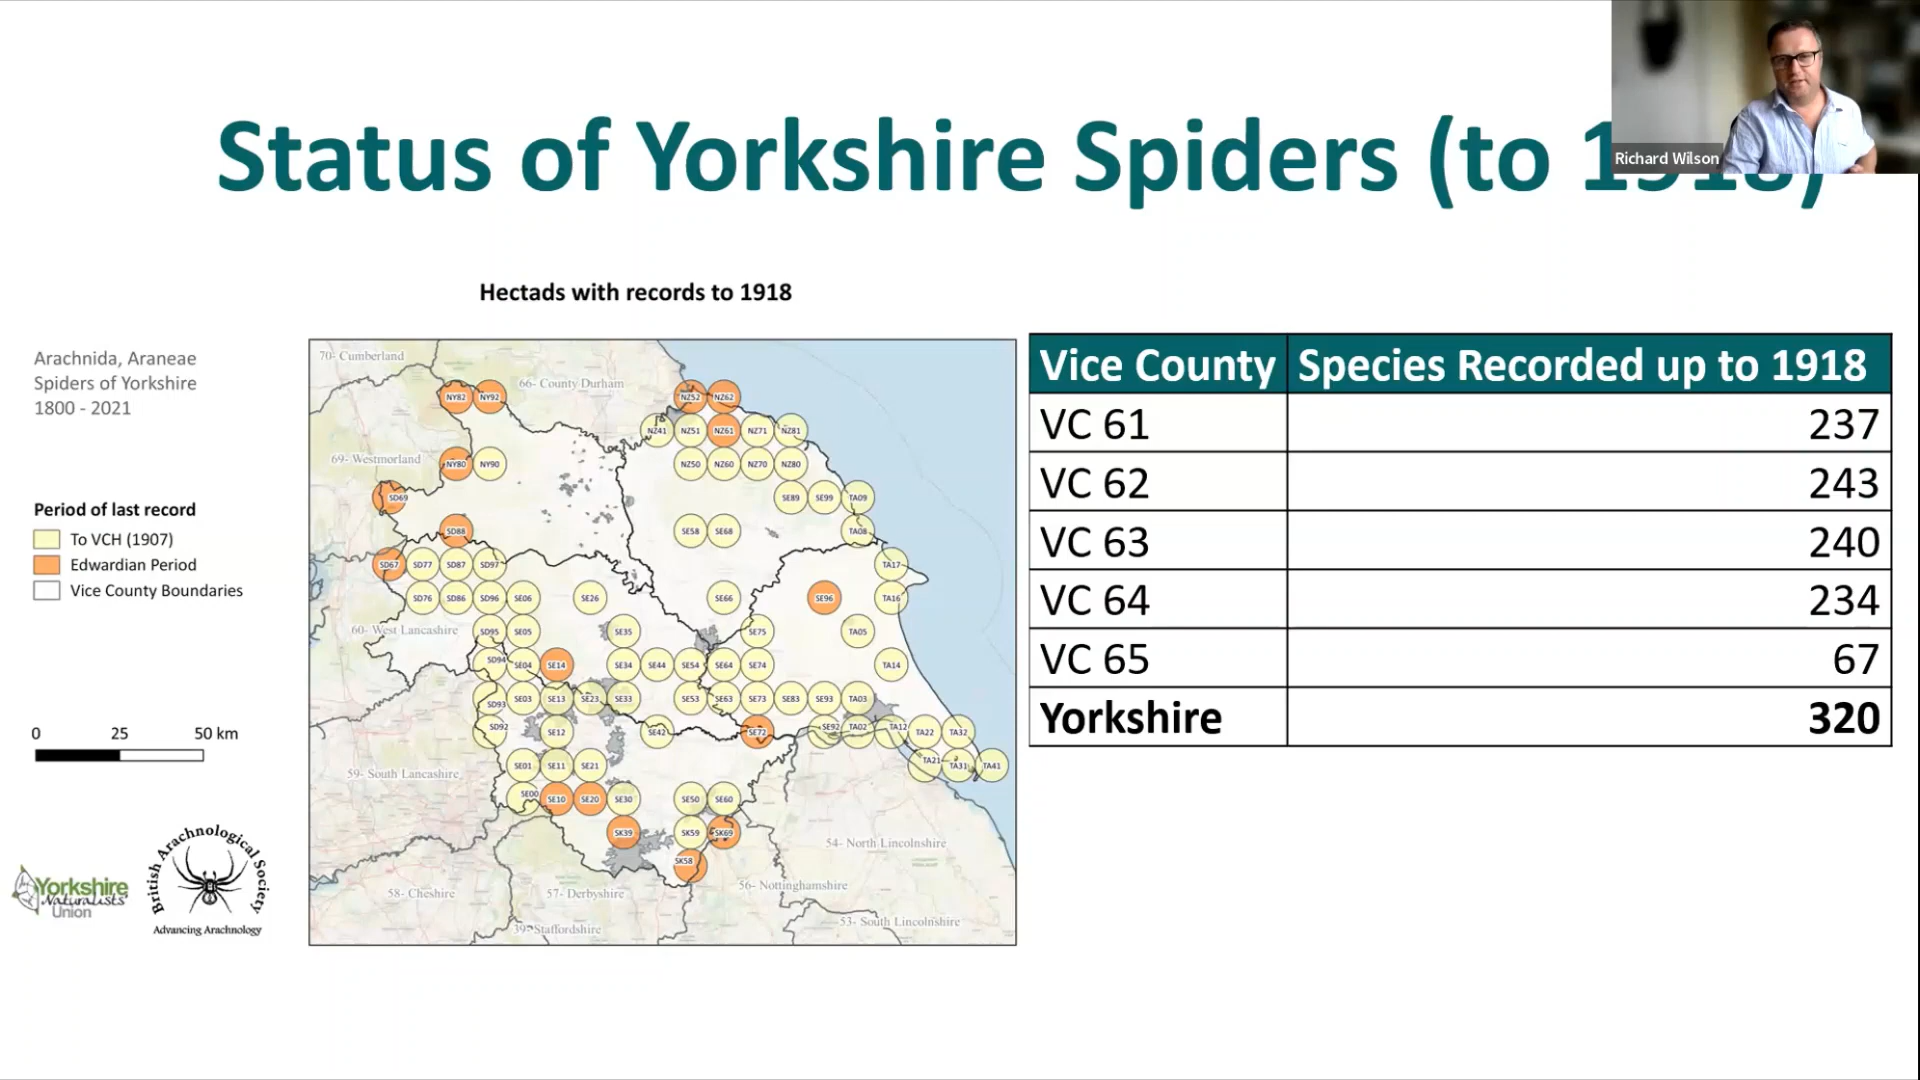 Status of Yorkshire Spiders (to 1918)
Richard Wilson
Hectads with records to 1918
Arachnida, Araneae
Spiders of Yorkshire
1800 - 2021
Period of last record
To VCH (1907)
Edwardian Period
Vice County Boundaries
0 25 50 km
Yorkshire
Naturalists'
Union
British Arachnological Society
Advancing Arachnology
70- Cumberland
66- County Durham
NY82 NY92 NZ52 NZ62
NZ41 NZ51 NZ61 NZ71 NZ81
69- Westmorland
NY80 NY90 NZ50 NZ60 NZ70 NZ80
SD69 SE89 SE99 TA09
SD88 SE58 SE68 TA08
SD67 SD77 SD87 SD97 TA17
SD76 SD86 SD96 SE06 SE26 SE66 SE96 TA16
60- West Lancashire
SD95 SE05 SE35 SE75 TA05
SD94 SE04 SE14 SE34 SE44 SE54 SE64 SE74 TA14
SD93 SE03 SE13 SE23 SE33 SE53 SE63 SE73 SE83 SE93 TA03
SD92 SE12 SE42 SE72 SE92 TA02 TA12 TA22 TA32
59- South Lancashire
SE01 SE11 SE21 TA21 TA31 TA41
SE00 SE10 SE20 SE30 SE50 SE60
SK39 SK59 SK69
54- North Lincolnshire
SK58
58- Cheshire
57- Derbyshire
56- Nottinghamshire
39- Staffordshire
53- South Lincolnshire
Vice County Species Recorded up to 1918
VC 61 237
VC 62 243
VC 63 240
VC 64 234
VC 65 67
Yorkshire 320